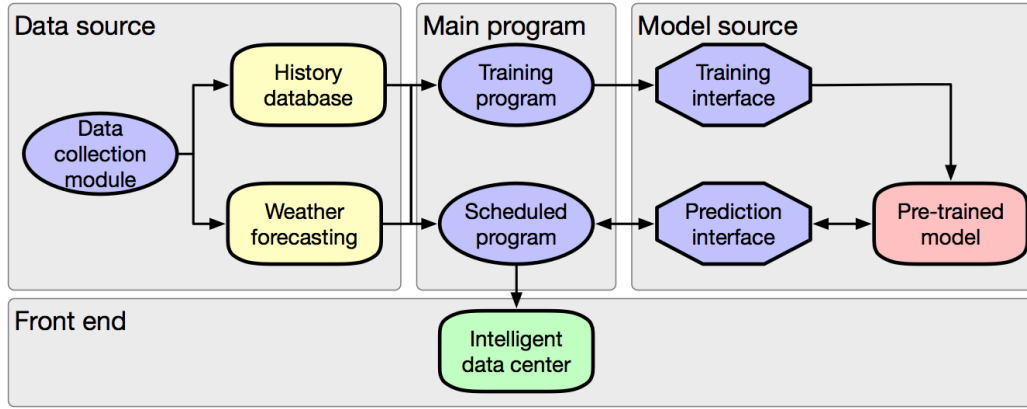 Data source
Main program
Model source
History
database
Training
program
Training
interface
Data
collection
module
Weather
forecasting
Scheduled
program
Prediction
interface
Pre-trained
model
Front end
Intelligent
data center